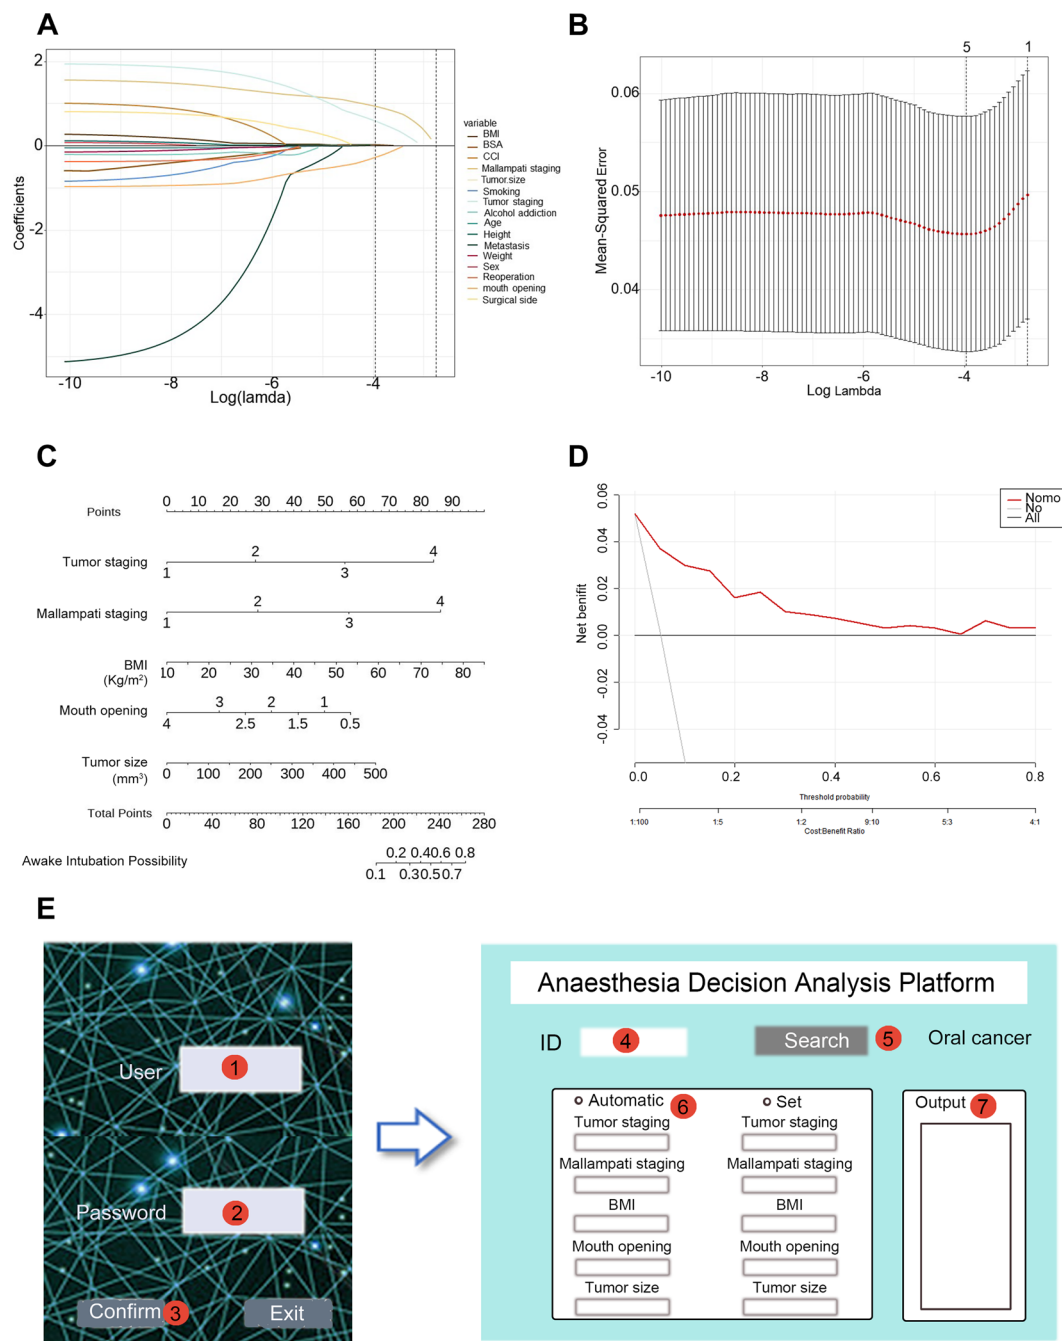 A
2
0
-2
-4
Coefficients
-10
-8
-6
-4
Log(lamda)
variable
BMI
BSA
CCI
Mallampati staging
Tumor.size
Smoking
Tumor staging
Alcohol addiction
Age
Height
Metastasis
Weight
Sex
Reoperation
mouth opening
Surgical side
B
5 1
0.06
0.05
0.04
Mean-Squared Error
-10 -8 -6 -4
Log Lambda
C
Points
0 10 20 30 40 50 60 70 80 90
Tumor staging
2 4
1 3
Mallampati staging
2 4
1 3
BMI
(Kg/m²)
10 20 30 40 50 60 70 80
Mouth opening
3 2 1
4 2.5 1.5 0.5
Tumor size
(mm³)
0 100 200 300 400 500
Total Points
0 40 80 120 160 200 240 280
Awake Intubation Possibility
0.2 0.40.6 0.8
0.1 0.30.50.7
D
Net benifit
0.06
0.04
0.02
0.00
-0.02
-0.04
Nomo
No
All
0.0 0.2 0.4 0.6 0.8
Threshold probability
1:100 1:5 1:2 9:10 5:3 4:1
Cost:Benefit Ratio
E
User 1
Password 2
Confirm 3 Exit
Anaesthesia Decision Analysis Platform
ID 4 Search 5 Oral cancer
Automatic 6 Set
Tumor staging Tumor staging
Mallampati staging Mallampati staging
BMI BMI
Mouth opening Mouth opening
Tumor size Tumor size
Output 7